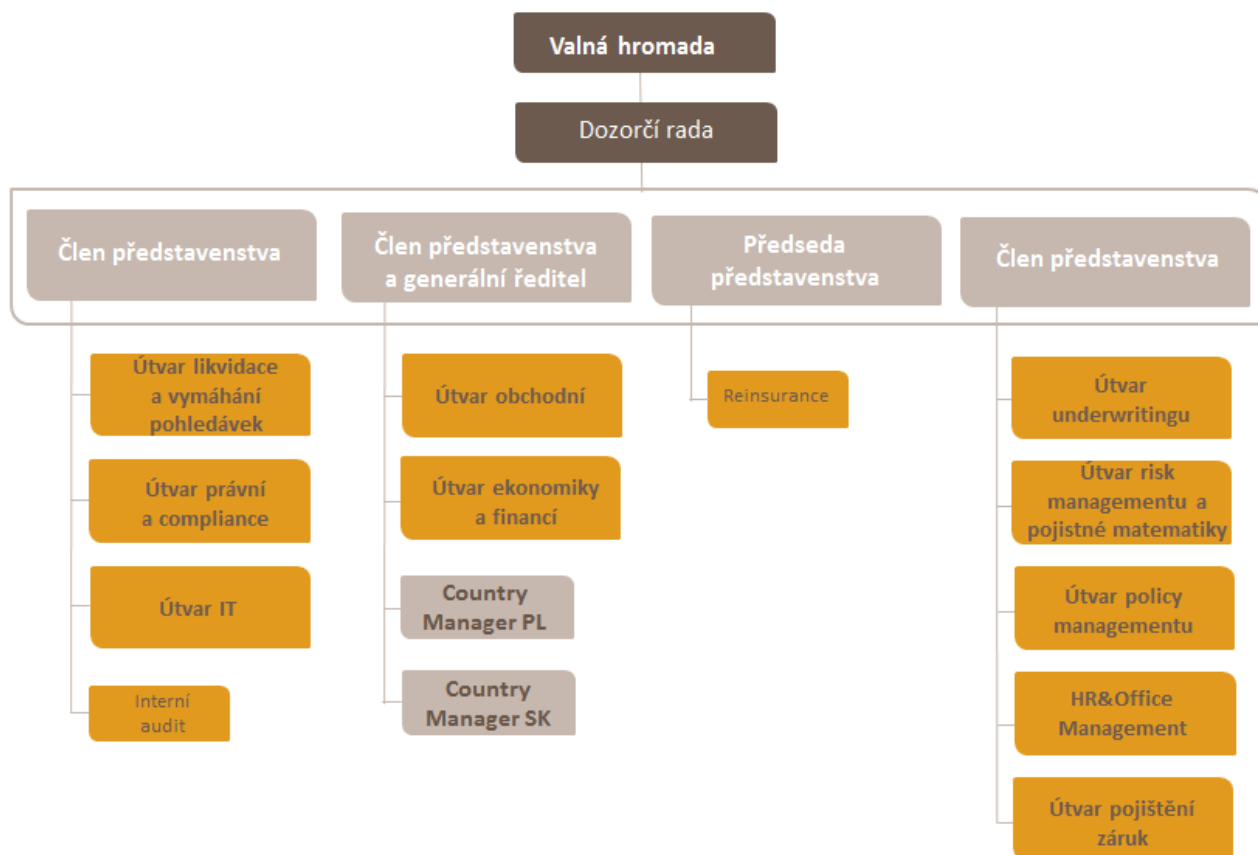 Valná hromada
Dozorčí rada
Člen představenstva
Člen představenstva
a generální ředitel
Předseda
představenstva
Člen představenstva
Útvar likvidace
a vymáhání
pohledávek
Útvar právní
a compliance
Útvar IT
Interní
audit
Útvar obchodní
Útvar ekonomiky
a financí
Country
Manager PL
Country
Manager SK
Reinsurance
Útvar
underwritingu
Útvar risk
managementu a
pojistné matematiky
Útvar policy
managementu
HR&Office
Management
Útvar pojištění
záruk